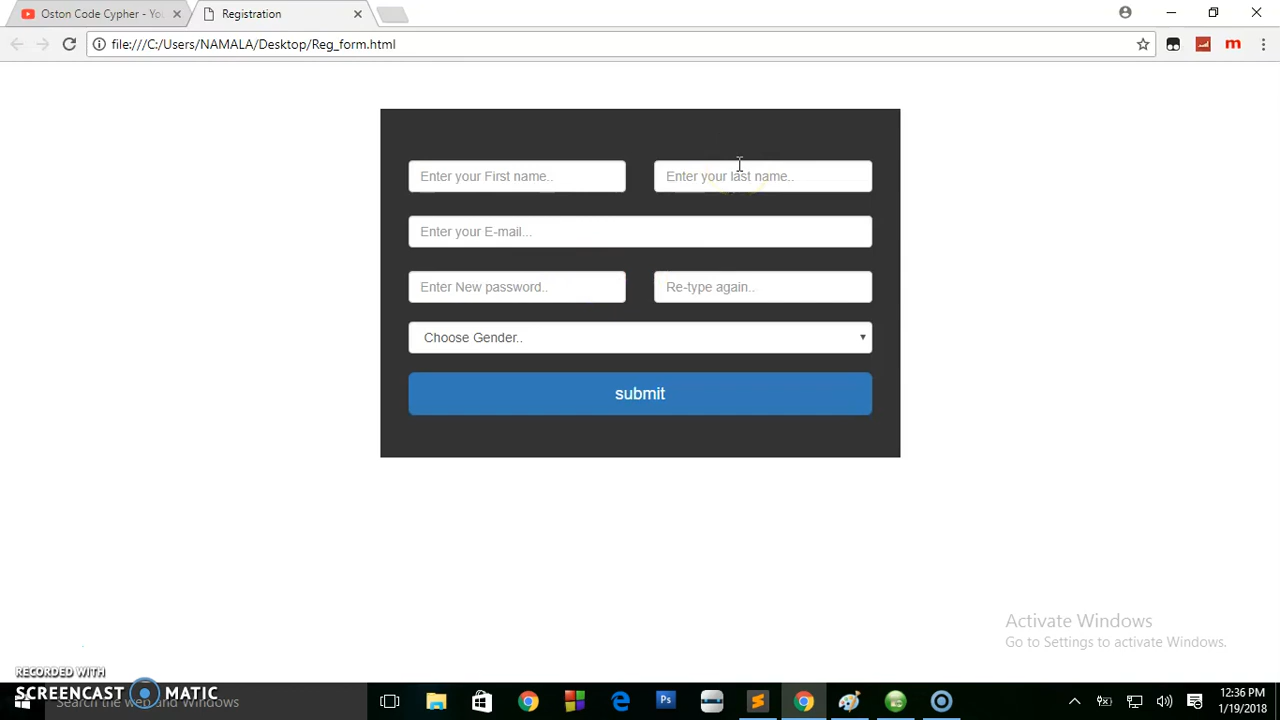 Oston Code Cypher - Yo
Registration
file:///C:/Users/NAMALA/Desktop/Reg_form.html
m
Enter your First name..
Enter your last name..
Enter your E-mail...
Enter New password..
Re-type again..
Choose Gender..
submit
Activate Windows
Go to Settings to activate Windows.
RECORDED WITH
SCREENCAST MATIC
Search the web and Windows
Ps
12:36 PM
1/19/2018